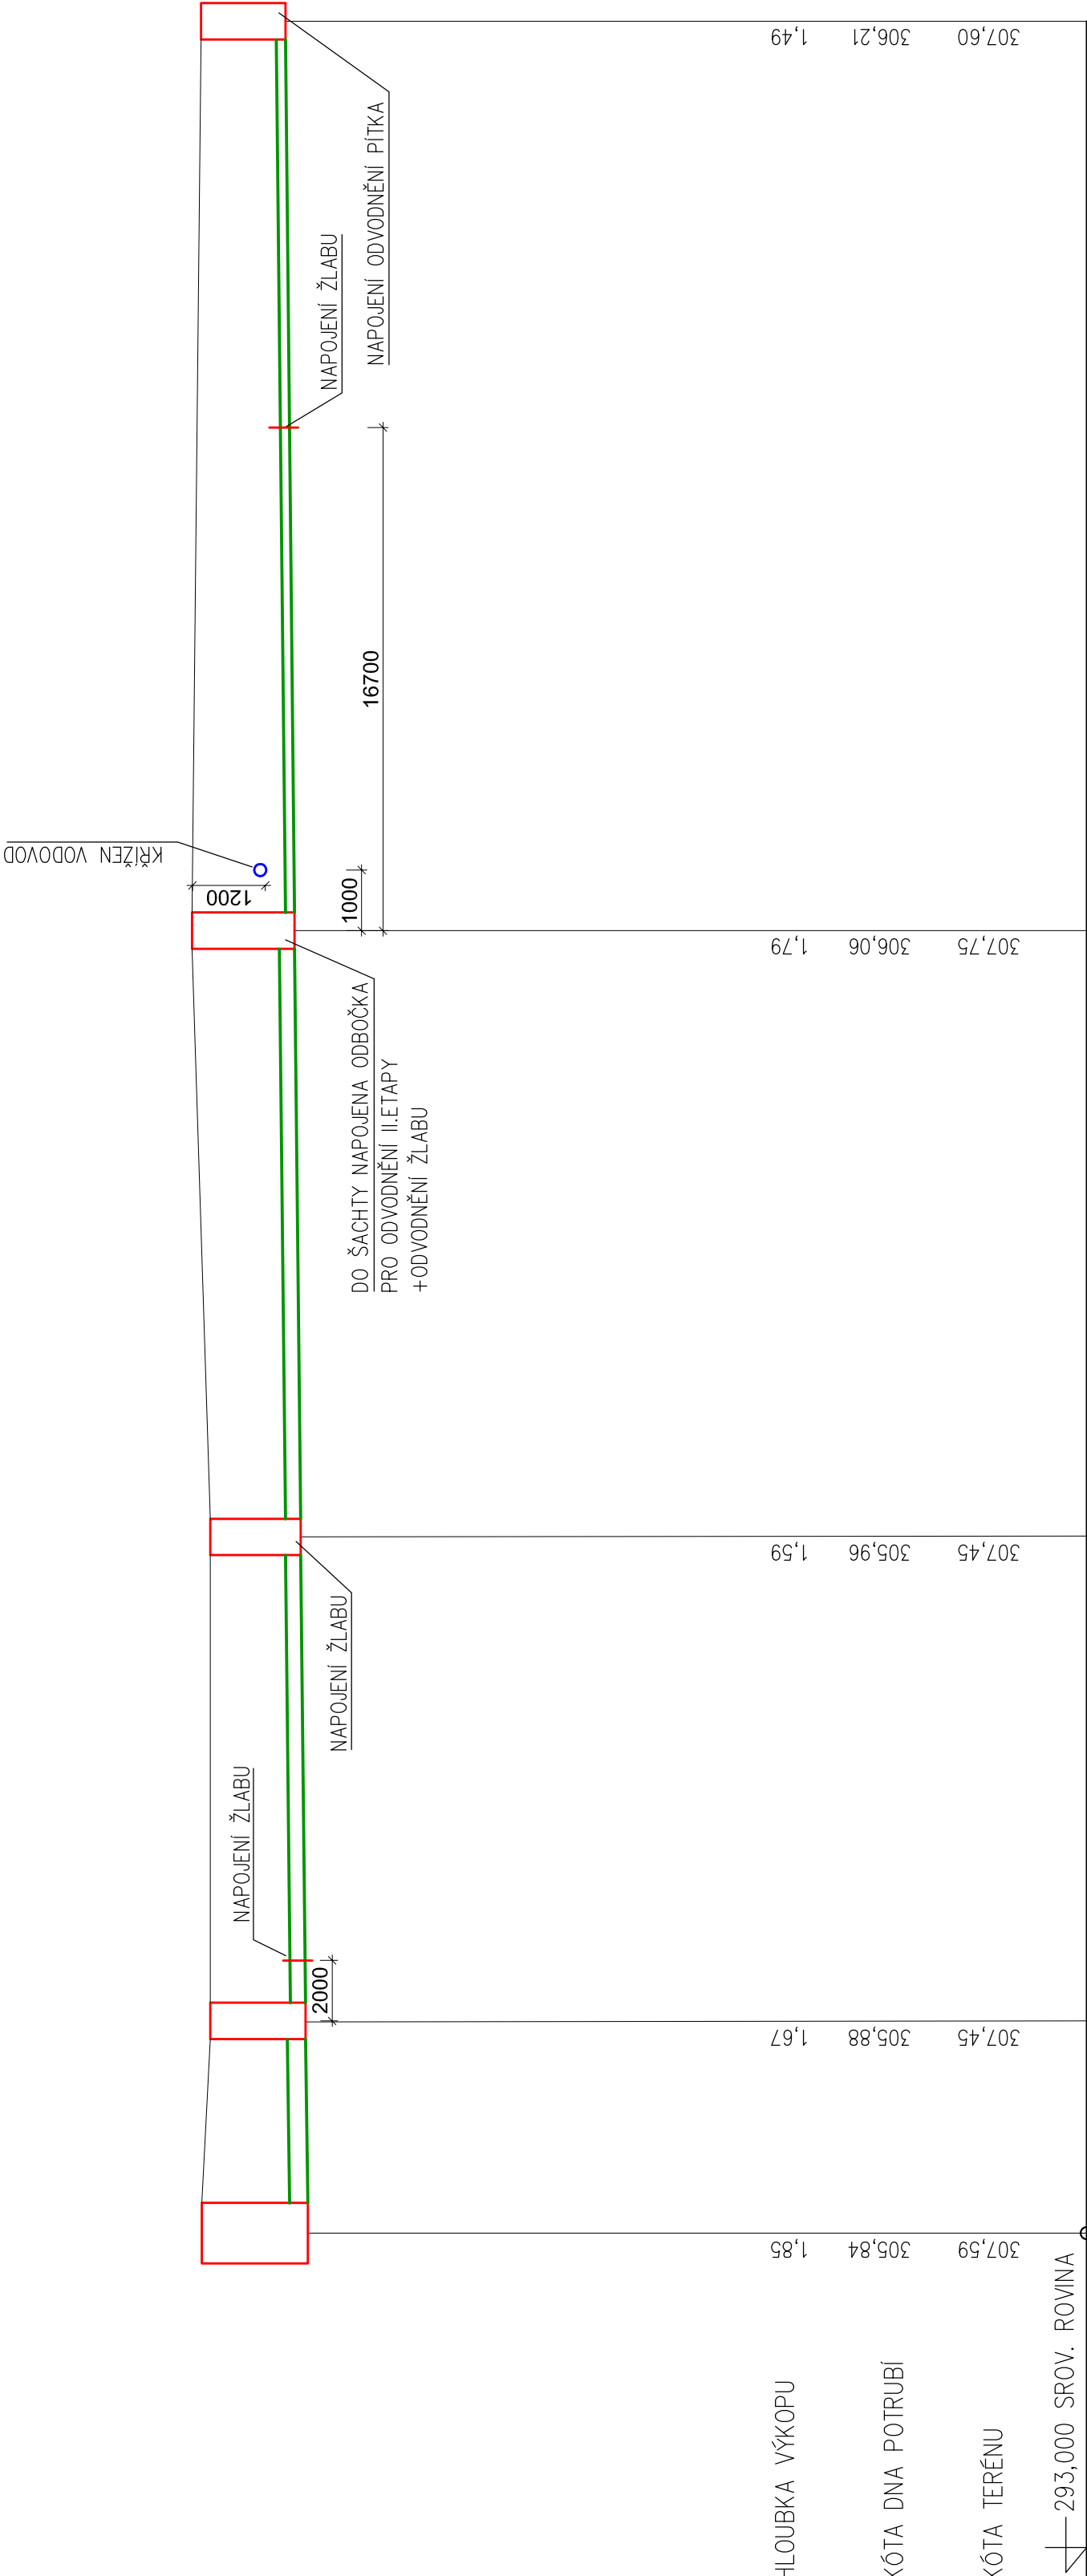 KŘÍŽEN VODOVOD
1200
1000
16700
NAPOJENÍ ŽLABU
NAPOJENÍ ODVODNĚNÍ PÍTKA
DO ŠACHTY NAPOJENA ODBOČKA
PRO ODVODNĚNÍ II.ETAPY
+ODVODNĚNÍ ŽLABU
NAPOJENÍ ŽLABU
NAPOJENÍ ŽLABU
2000
HLOUBKA VÝKOPU
1,85
1,67
1,59
1,79
1,49
KÓTA DNA POTRUBÍ
305,84
305,88
305,96
306,06
306,21
KÓTA TERÉNU
307,59
307,45
307,45
307,75
307,60
293,000 SROV. ROVINA